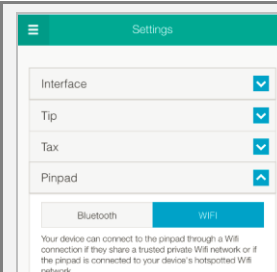 Settings
Interface
Tip
Tax
Pinpad
Bluetooth WIFI
Your device can connect to the pinpad through a Wifi
connection if they share a trusted private Wifi network or if
the pinpad is connected to your device's hotspotted Wifi
network